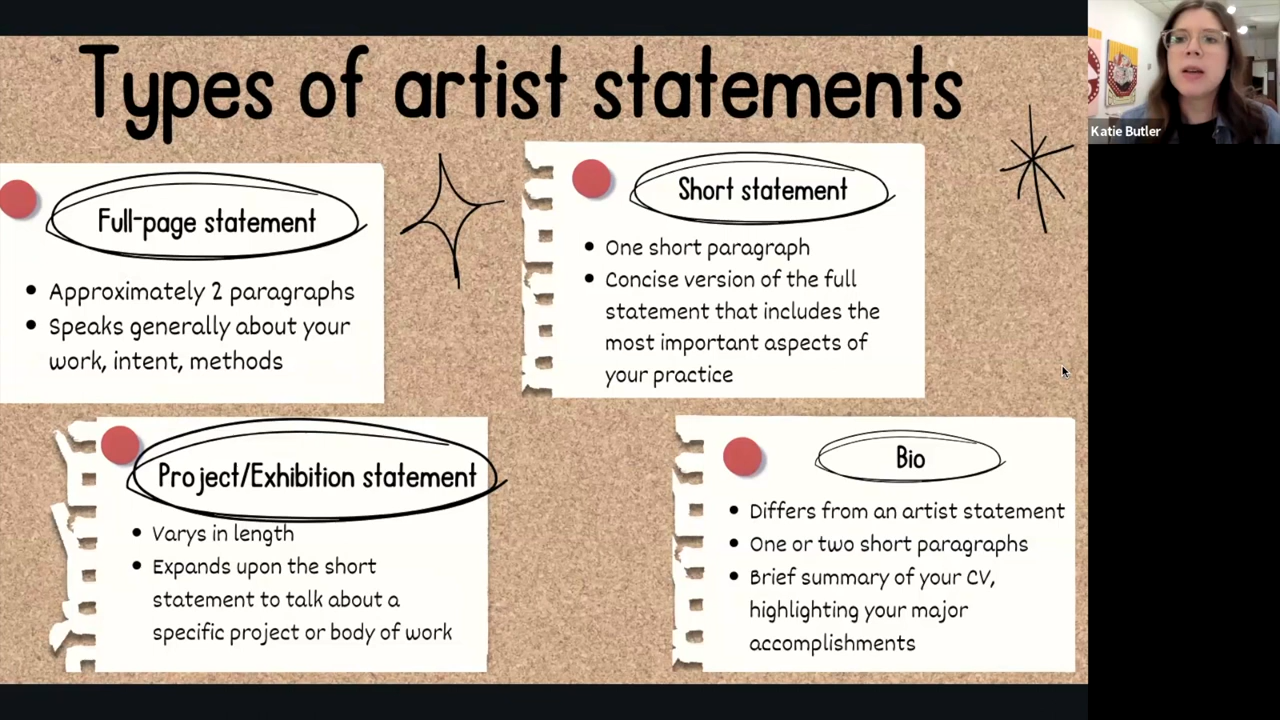 Types of artist statements
Katie Butler
Full-page statement
Approximately 2 paragraphs
Speaks generally about your
work, intent, methods
Short statement
One short paragraph
Concise version of the full
statement that includes the
most important aspects of
your practice
Project/Exhibition statement
Varys in length
Expands upon the short
statement to talk about a
specific project or body of work
Bio
Differs from an artist statement
One or two short paragraphs
Brief summary of your CV,
highlighting your major
accomplishments